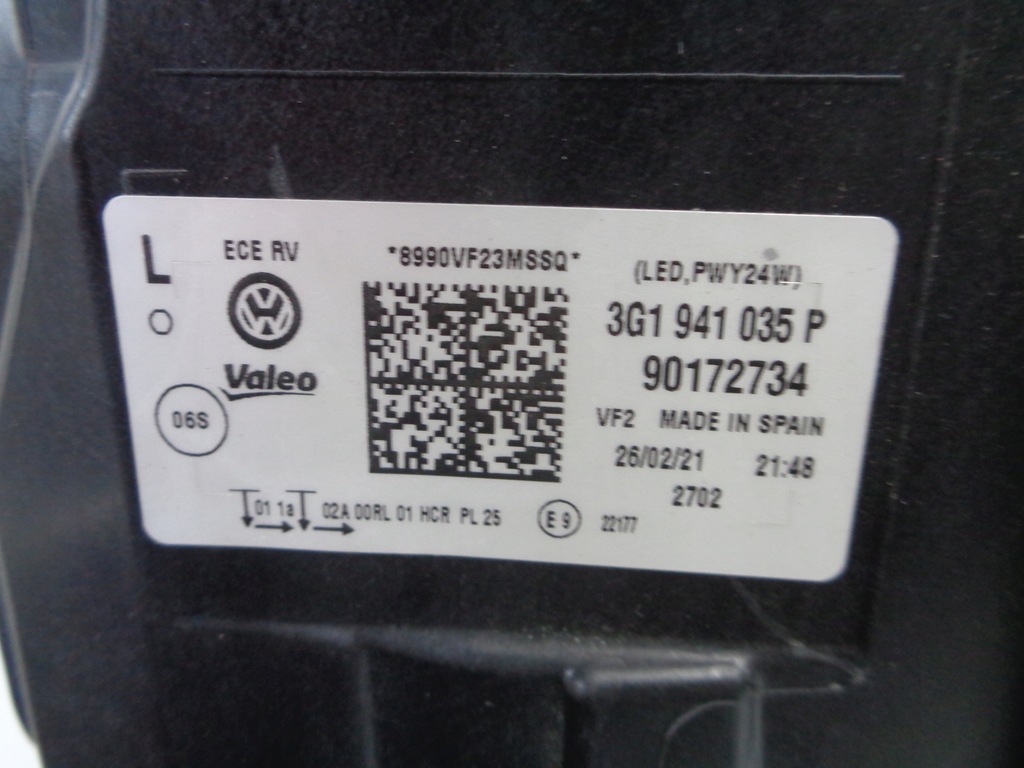 L
ECE RV
*8990VF23MSSQ*
(LED,PWY24W)
3G1 941 035 P
Valeo
90172734
06S
VF2 MADE IN SPAIN
26/02/21 21:48
2702
01 1a 02A 00RL 01 HCR PL 25
E 9
22177